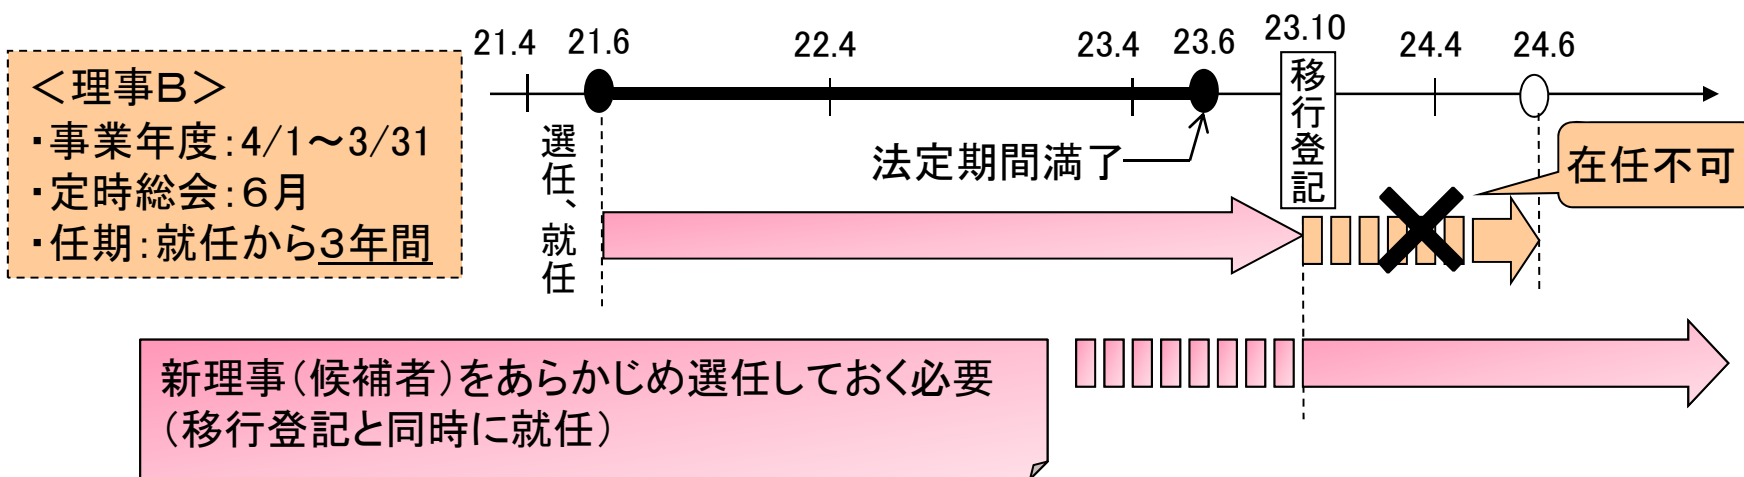 ＜理事Ｂ＞
・事業年度：4/1～3/31
・定時総会：６月
・任期：就任から３年間
21.4
21.6
22.4
23.4
23.6
23.10
24.4
24.6
選任、就任
法定期間満了
移行登記
在任不可
新理事（候補者）をあらかじめ選任しておく必要
（移行登記と同時に就任）